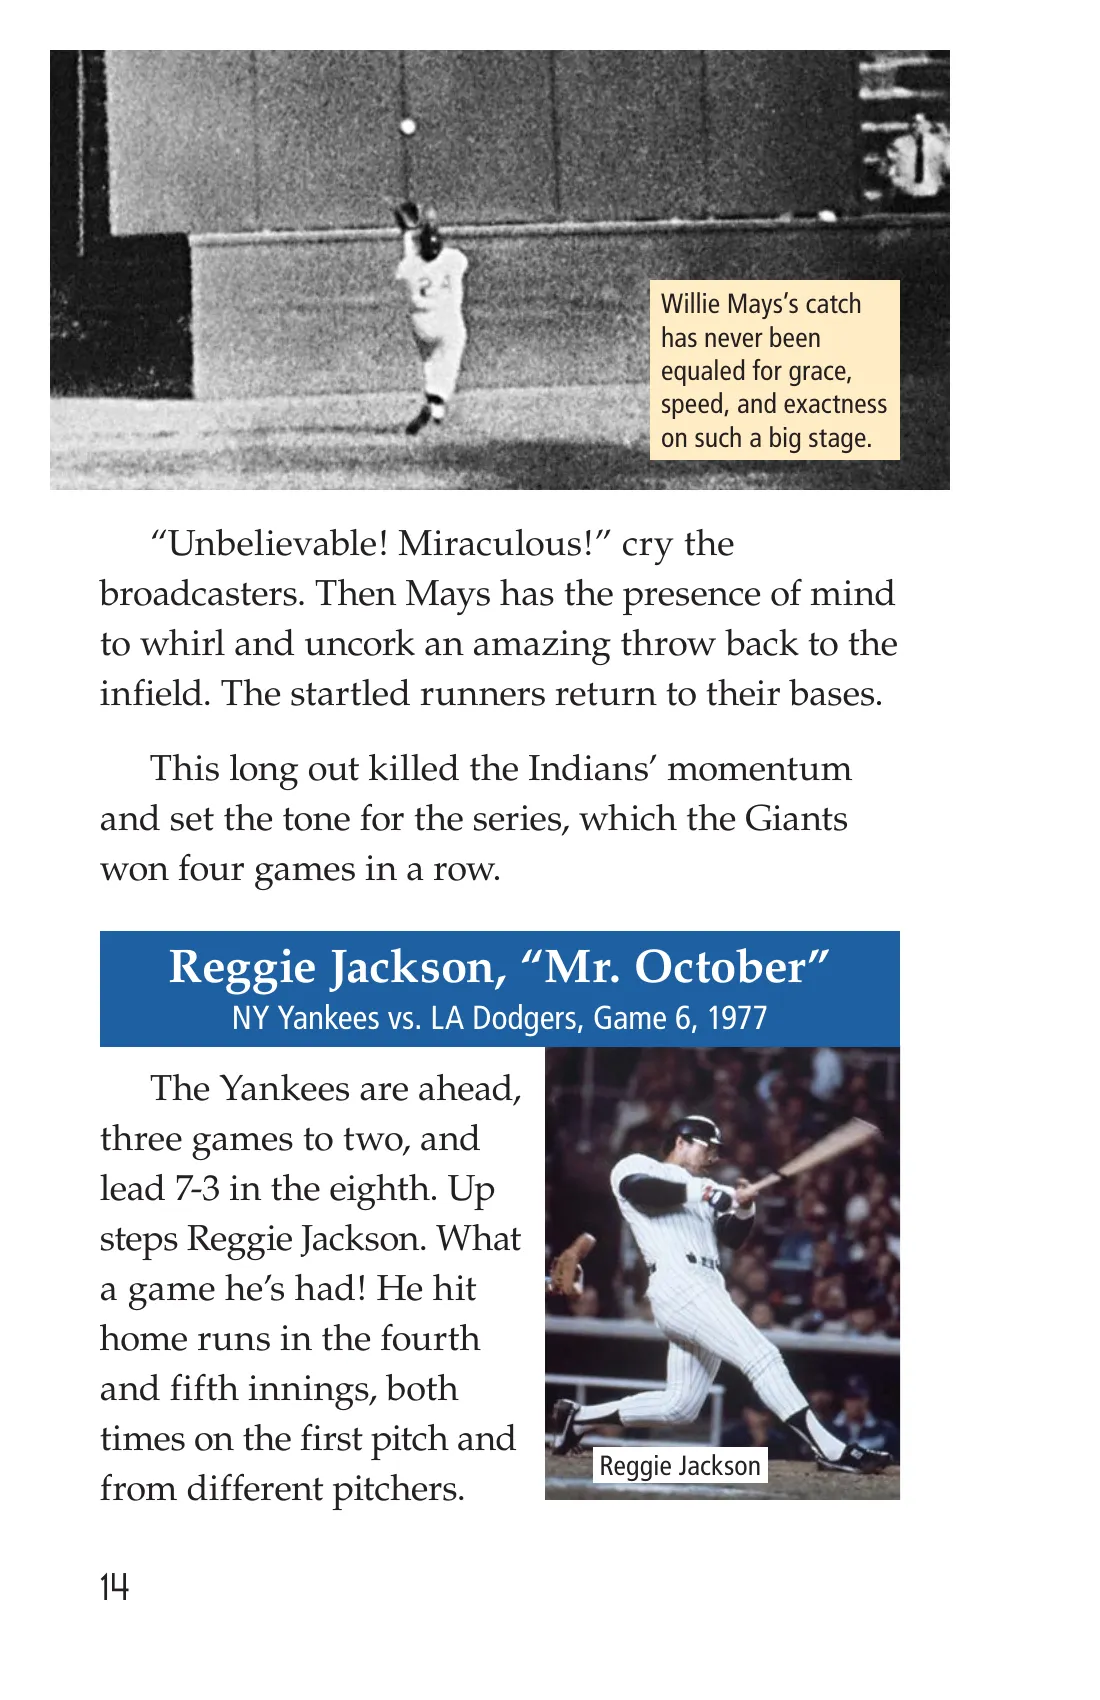 24
Willie Mays’s catch
has never been
equaled for grace,
speed, and exactness
on such a big stage.
“Unbelievable! Miraculous!” cry the
broadcasters. Then Mays has the presence of mind
to whirl and uncork an amazing throw back to the
infield. The startled runners return to their bases.
This long out killed the Indians’ momentum
and set the tone for the series, which the Giants
won four games in a row.
Reggie Jackson, “Mr. October”
NY Yankees vs. LA Dodgers, Game 6, 1977
The Yankees are ahead,
three games to two, and
lead 7-3 in the eighth. Up
steps Reggie Jackson. What
a game he’s had! He hit
home runs in the fourth
and fifth innings, both
times on the first pitch and
from different pitchers.
Reggie Jackson
14